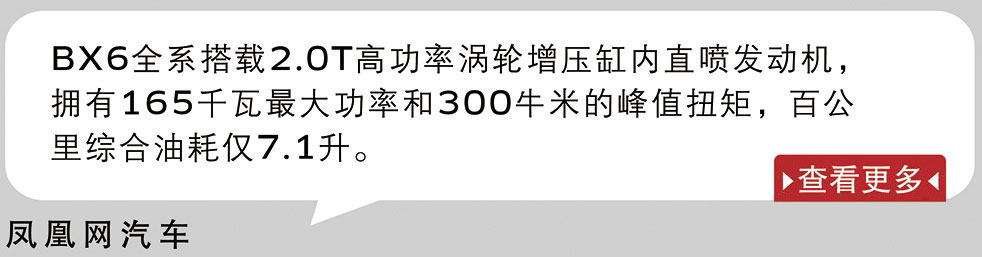 BX6全系搭载2.0T高功率涡轮增压缸内直喷发动机，
拥有165千瓦最大功率和300牛米的峰值扭矩，百公
里综合油耗仅7.1升。
查看更多
凤凰网汽车